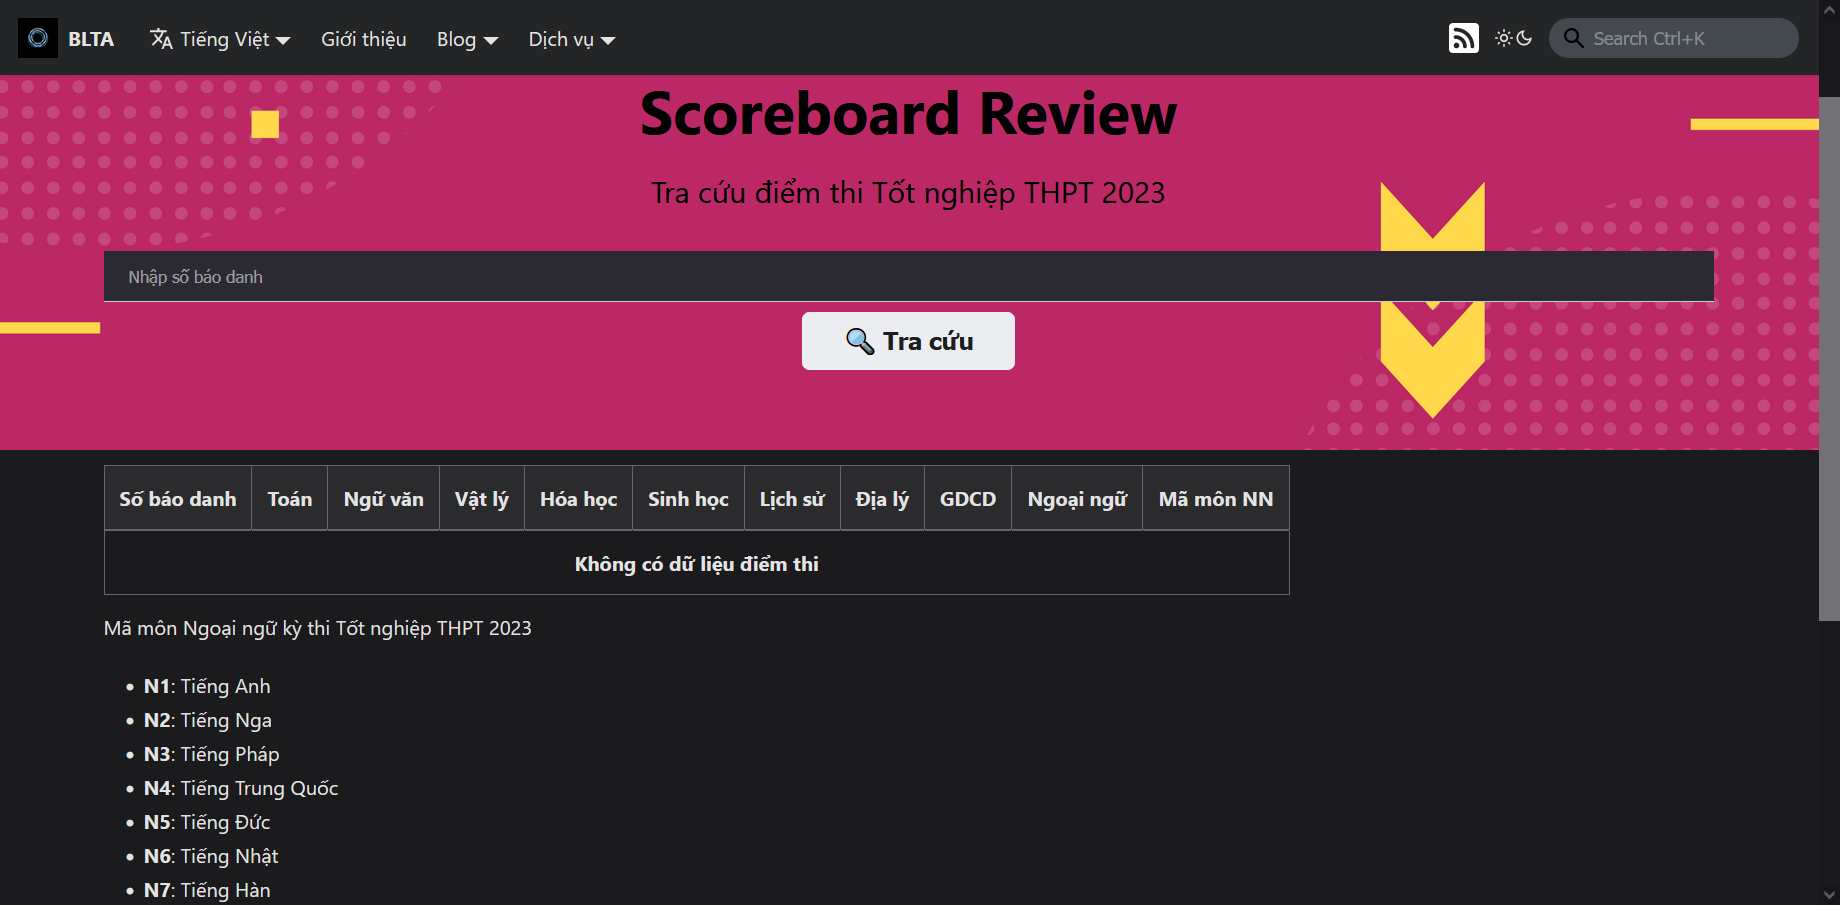 BLTA Tiếng Việt Giới thiệu Blog Dịch vụ Search Ctrl+K
Scoreboard Review
Tra cứu điểm thi Tốt nghiệp THPT 2023
Nhập số báo danh
Tra cứu
Số báo danh Toán Ngữ văn Vật lý Hóa học Sinh học Lịch sử Địa lý GDCD Ngoại ngữ Mã môn NN
Không có dữ liệu điểm thi
Mã môn Ngoại ngữ kỳ thi Tốt nghiệp THPT 2023
N1: Tiếng Anh
N2: Tiếng Nga
N3: Tiếng Pháp
N4: Tiếng Trung Quốc
N5: Tiếng Đức
N6: Tiếng Nhật
N7: Tiếng Hàn